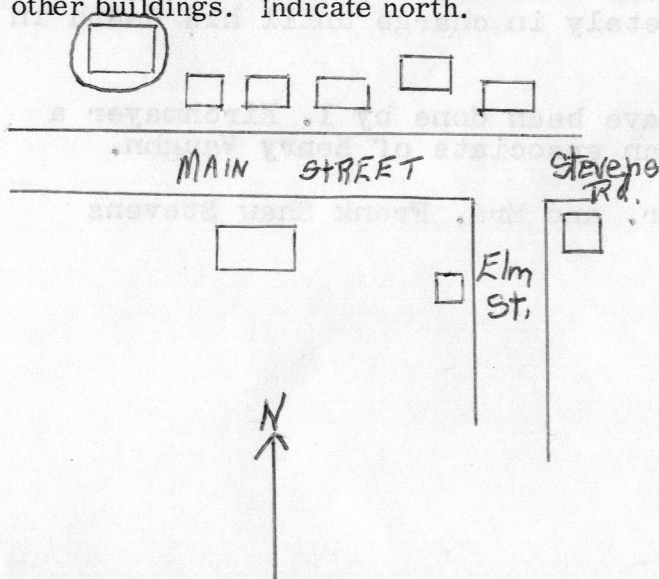 other buildings. Indicate north.
MAIN STREET
Stevens
Rd.
Elm
St.
N